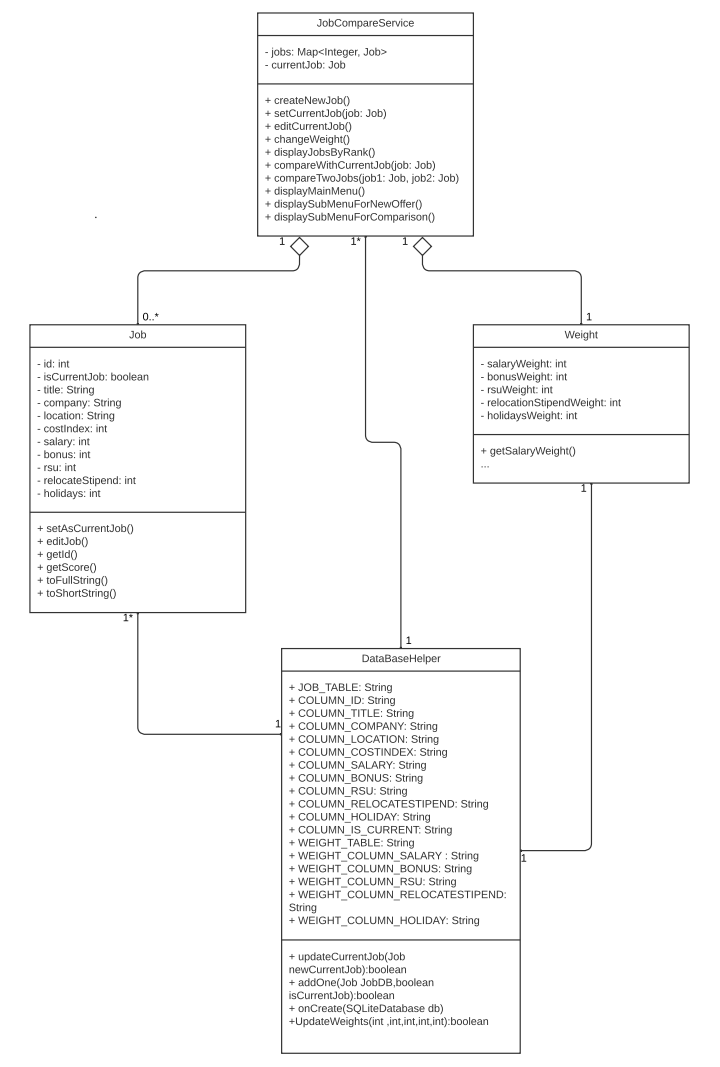 JobCompareService
- jobs: Map<Integer, Job>
- currentJob: Job
+ createNewJob()
+ setCurrentJob(job: Job)
+ editCurrentJob()
+ changeWeight()
+ displayJobsByRank()
+ compareWithCurrentJob(job: Job)
+ compareTwoJobs(job1: Job, job2: Job)
+ displayMainMenu()
+ displaySubMenuForNewOffer()
+ displaySubMenuForComparison()
1
1*
1
0..*
1
Job
- id: int
- isCurrentJob: boolean
- title: String
- company: String
- location: String
- costIndex: int
- salary: int
- bonus: int
- rsu: int
- relocateStipend: int
- holidays: int
+ setAsCurrentJob()
+ editJob()
+ getId()
+ getScore()
+ toFullString()
+ toShortString()
1*
Weight
- salaryWeight: int
- bonusWeight: int
- rsuWeight: int
- relocationStipendWeight: int
- holidaysWeight: int
+ getSalaryWeight()
...
1
1
1
DataBaseHelper
+ JOB_TABLE: String
+ COLUMN_ID: String
+ COLUMN_TITLE: String
+ COLUMN_COMPANY: String
+ COLUMN_LOCATION: String
+ COLUMN_COSTINDEX: String
+ COLUMN_SALARY: String
+ COLUMN_BONUS: String
+ COLUMN_RSU: String
+ COLUMN_RELOCATESTIPEND: String
+ COLUMN_HOLIDAY: String
+ COLUMN_IS_CURRENT: String
+ WEIGHT_TABLE: String
+ WEIGHT_COLUMN_SALARY : String
+ WEIGHT_COLUMN_BONUS: String
+ WEIGHT_COLUMN_RSU: String
+ WEIGHT_COLUMN_RELOCATESTIPEND:
String
+ WEIGHT_COLUMN_HOLIDAY: String
1
+ updateCurrentJob(Job
newCurrentJob):boolean
+ addOne(Job JobDB,boolean
isCurrentJob):boolean
+ onCreate(SQLiteDatabase db)
+UpdateWeights(int ,int,int,int,int):boolean